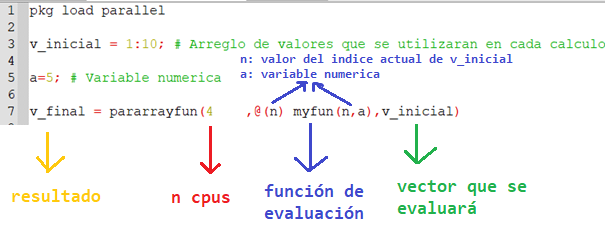 1 pkg load parallel
2
3 v_inicial = 1:10; # Arreglo de valores que se utilizaran en cada calculo
n: valor del indice actual de v_inicial
4
a: variable numerica
5 a=5; # Variable numerica
6
7 v_final = pararrayfun(4 ,@(n) myfun(n,a),v_inicial)
resultado
n cpus
función de
evaluación
vector que se
evaluará